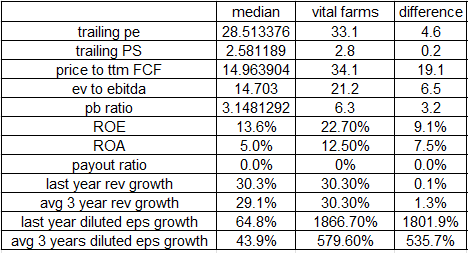 median vital farms difference
trailing pe 28.513376 33.1 4.6
trailing PS 2.581189 2.8 0.2
price to ttm FCF 14.963904 34.1 19.1
ev to ebitda 14.703 21.2 6.5
pb ratio 3.1481292 6.3 3.2
ROE 13.6% 22.70% 9.1%
ROA 5.0% 12.50% 7.5%
payout ratio 0.0% 0% 0.0%
last year rev growth 30.3% 30.30% 0.1%
avg 3 year rev growth 29.1% 30.30% 1.3%
last year diluted eps growth 64.8% 1866.70% 1801.9%
avg 3 years diluted eps growth 43.9% 579.60% 535.7%